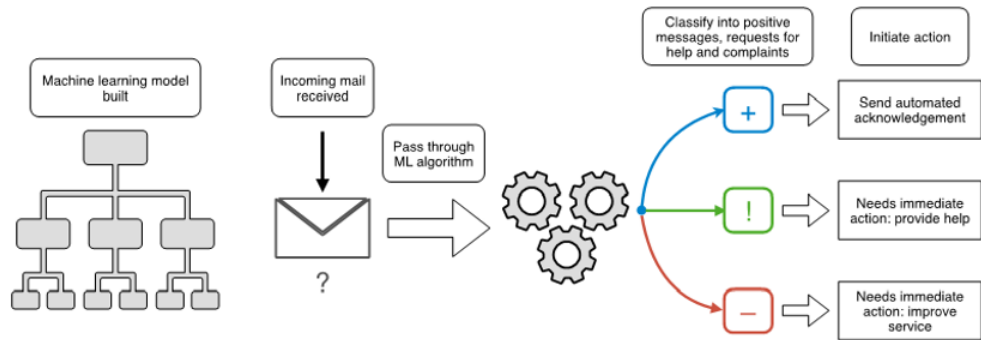 Machine learning model
built
Incoming mail
received
?
Pass through
ML algorithm
Classify into positive
messages, requests for
help and complaints
+
!
–
Initiate action
Send automated
acknowledgement
Needs immediate
action: provide help
Needs immediate
action: improve
service